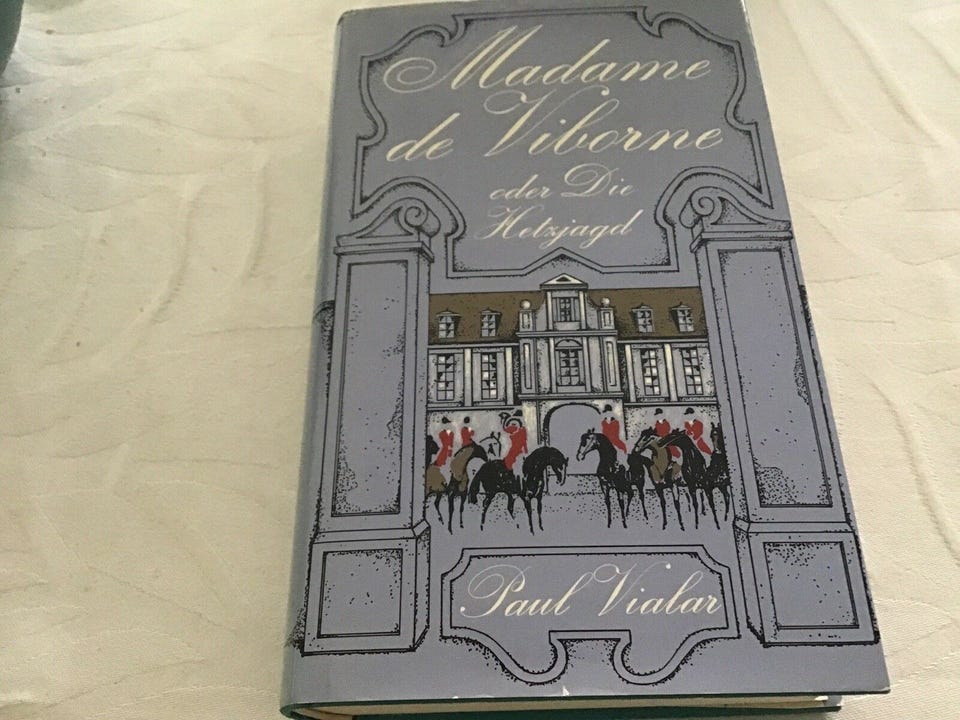 Madame
de Viborne
oder Die
Hetzjagd
Paul Vialar